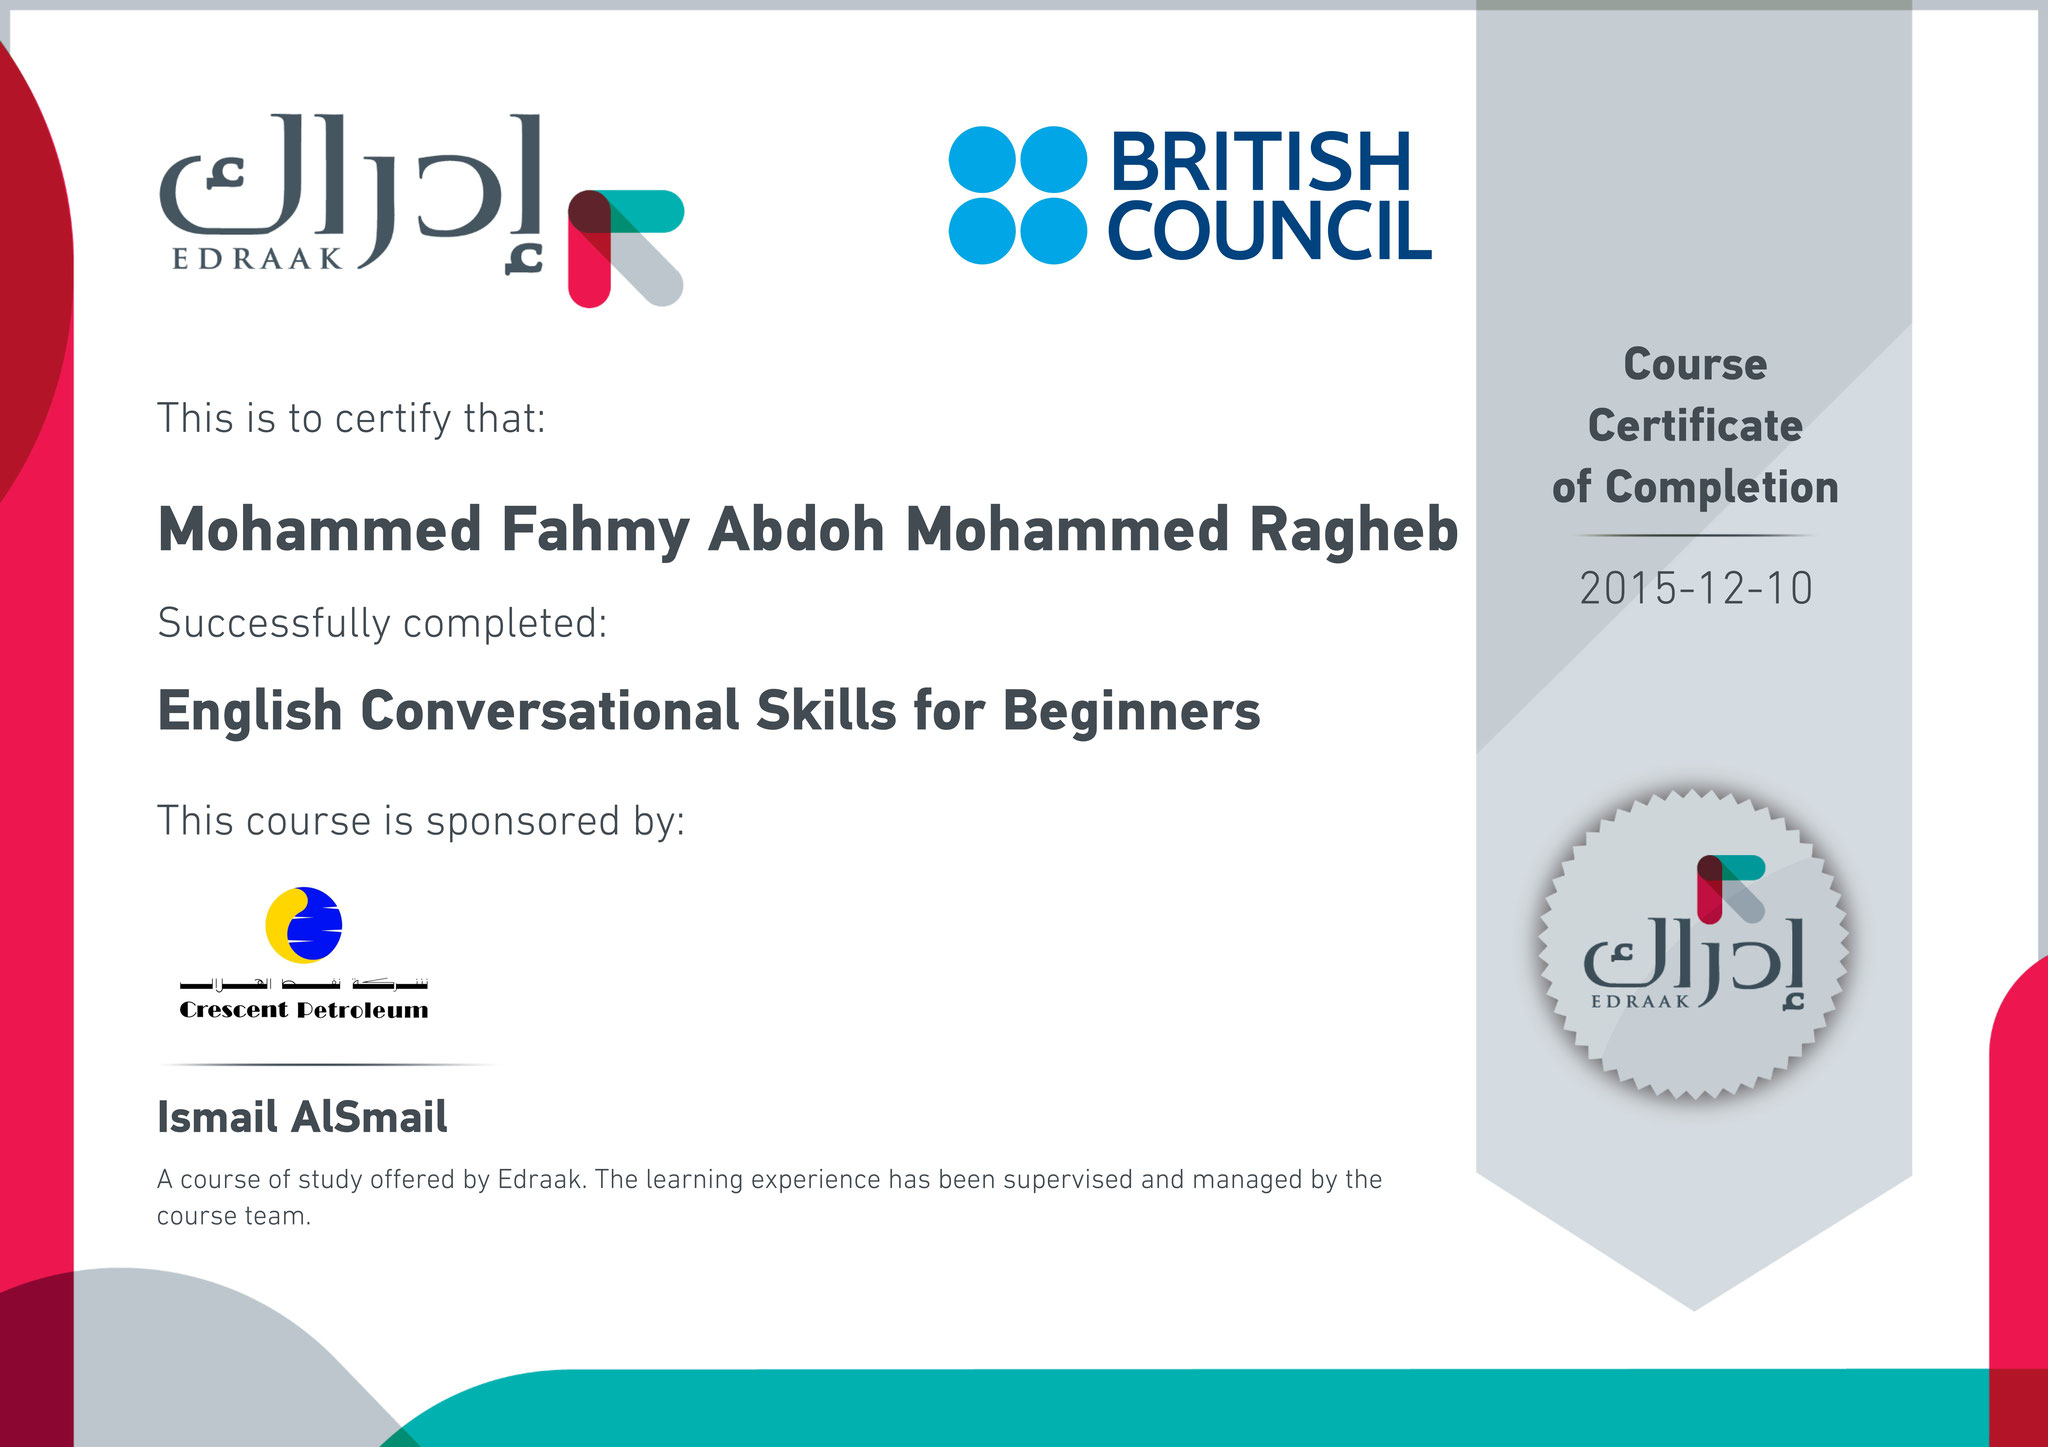 إدراك
EDRAAK
BRITISH
COUNCIL
This is to certify that:
Mohammed Fahmy Abdoh Mohammed Ragheb
Successfully completed:
English Conversational Skills for Beginners
This course is sponsored by:
شركة نفط الهلال
Crescent Petroleum
Ismail AlSmail
A course of study offered by Edraak. The learning experience has been supervised and managed by the
course team.
Course
Certificate
of Completion
2015-12-10
إدراك
EDRAAK